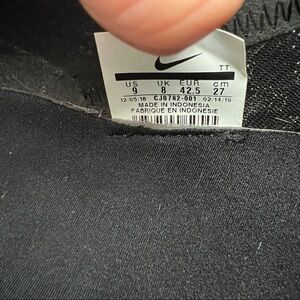 TT
US UK EUR cm
9 8 42.5 27
12/05/18 CJ0782-001 02/14/19
MADE IN INDONESIA
FABRIQUE EN INDONESIE